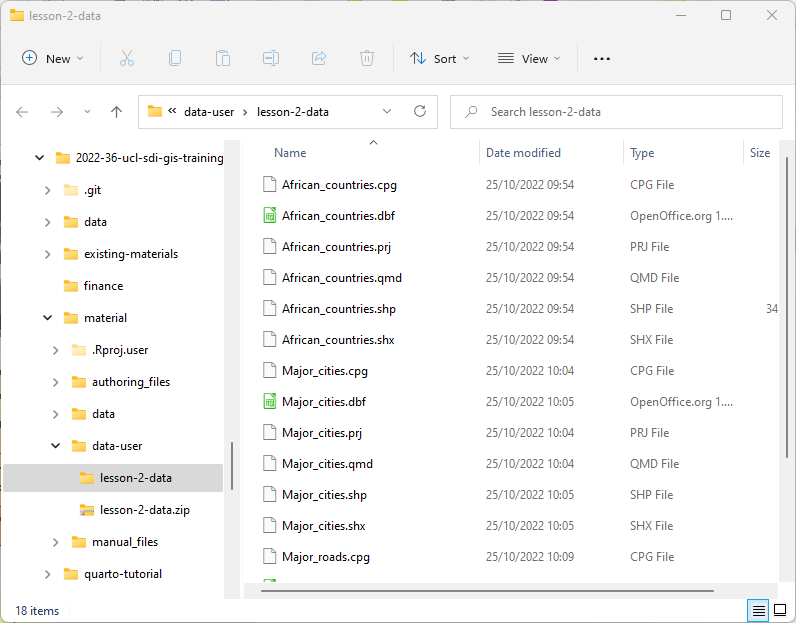 lesson-2-data
New Sort View
« data-user > lesson-2-data Search lesson-2-data
2022-36-ucl-sdi-gis-training
.git
data
existing-materials
finance
material
.Rproj.user
authoring_files
data
data-user
lesson-2-data
lesson-2-data.zip
manual_files
quarto-tutorial
Name Date modified Type Size
African_countries.cpg 25/10/2022 09:54 CPG File
African_countries.dbf 25/10/2022 09:54 OpenOffice.org 1....
African_countries.prj 25/10/2022 09:54 PRJ File
African_countries.qmd 25/10/2022 09:54 QMD File
African_countries.shp 25/10/2022 09:54 SHP File 34
African_countries.shx 25/10/2022 09:54 SHX File
Major_cities.cpg 25/10/2022 10:04 CPG File
Major_cities.dbf 25/10/2022 10:05 OpenOffice.org 1....
Major_cities.prj 25/10/2022 10:04 PRJ File
Major_cities.qmd 25/10/2022 10:04 QMD File
Major_cities.shp 25/10/2022 10:05 SHP File
Major_cities.shx 25/10/2022 10:05 SHX File
Major_roads.cpg 25/10/2022 10:09 CPG File
18 items